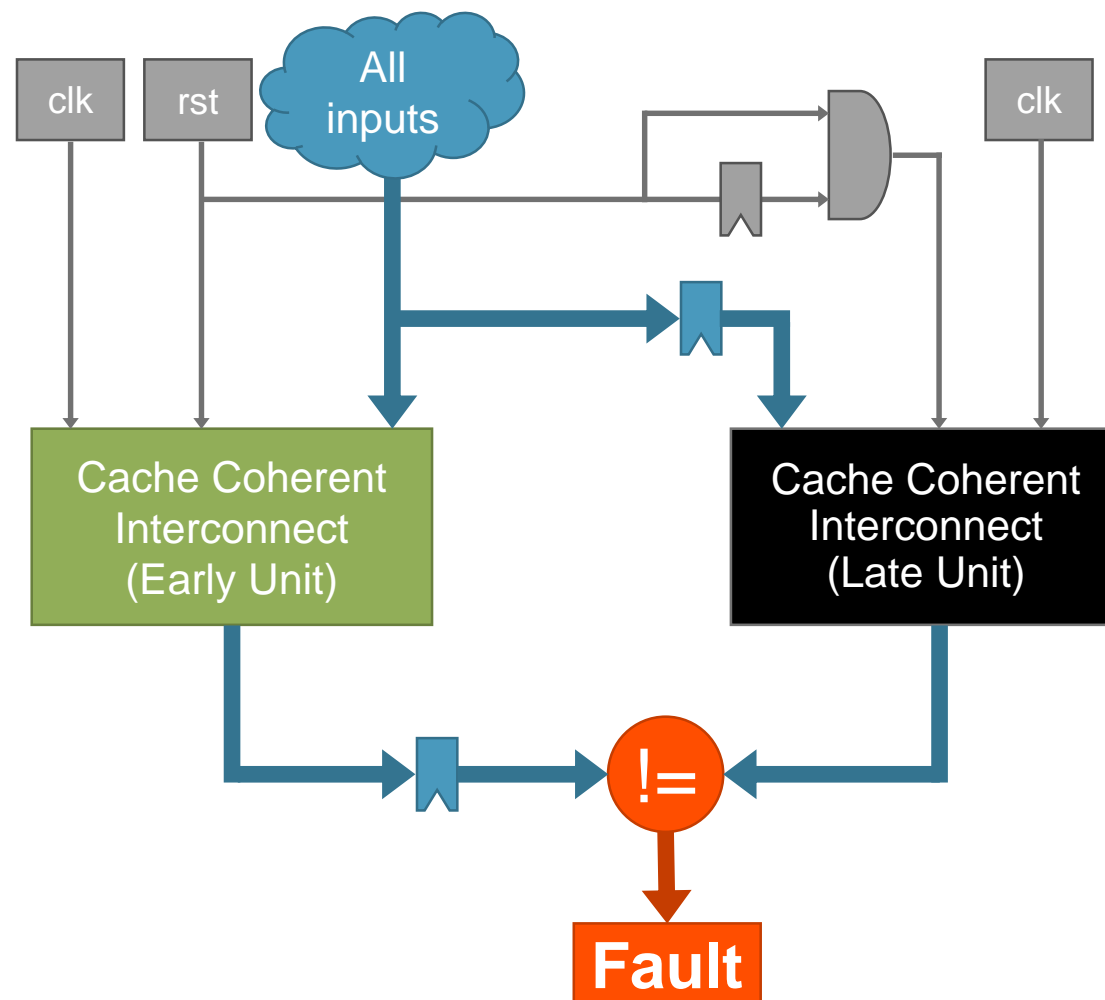 clk
rst
All
inputs
clk
Cache Coherent
Interconnect
(Early Unit)
Cache Coherent
Interconnect
(Late Unit)
!=
Fault